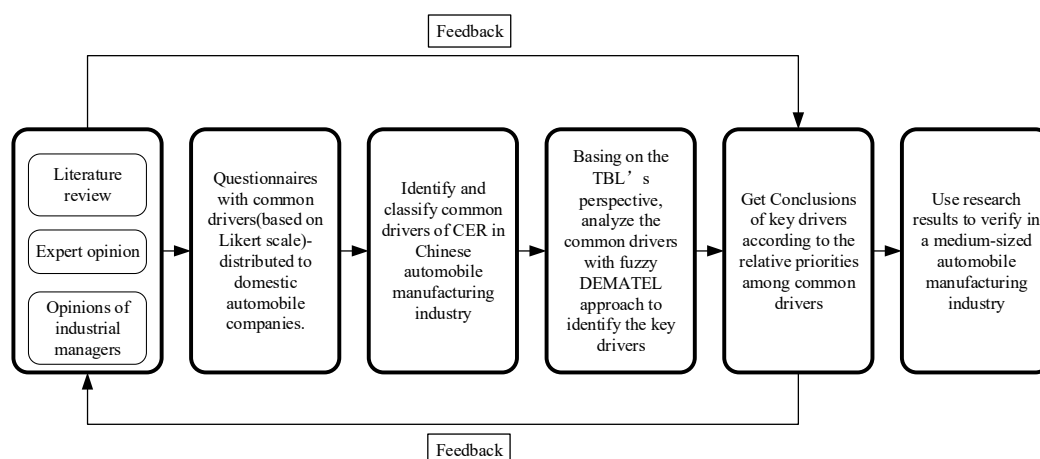 Feedback
Literature
review
Expert opinion
Opinions of
industrial
managers
Questionnaires
with common
drivers(based on
Likert scale)-
distributed to
domestic
automobile
companies.
Identify and
classify common
drivers of CER in
Chinese
automobile
manufacturing
industry
Basing on the
TBL’s
perspective,
analyze the
common drivers
with fuzzy
DEMATEL
approach to
identify the key
drivers
Get Conclusions
of key drivers
according to the
relative priorities
among common
drivers
Use research
results to verify in
a medium-sized
automobile
manufacturing
industry
Feedback